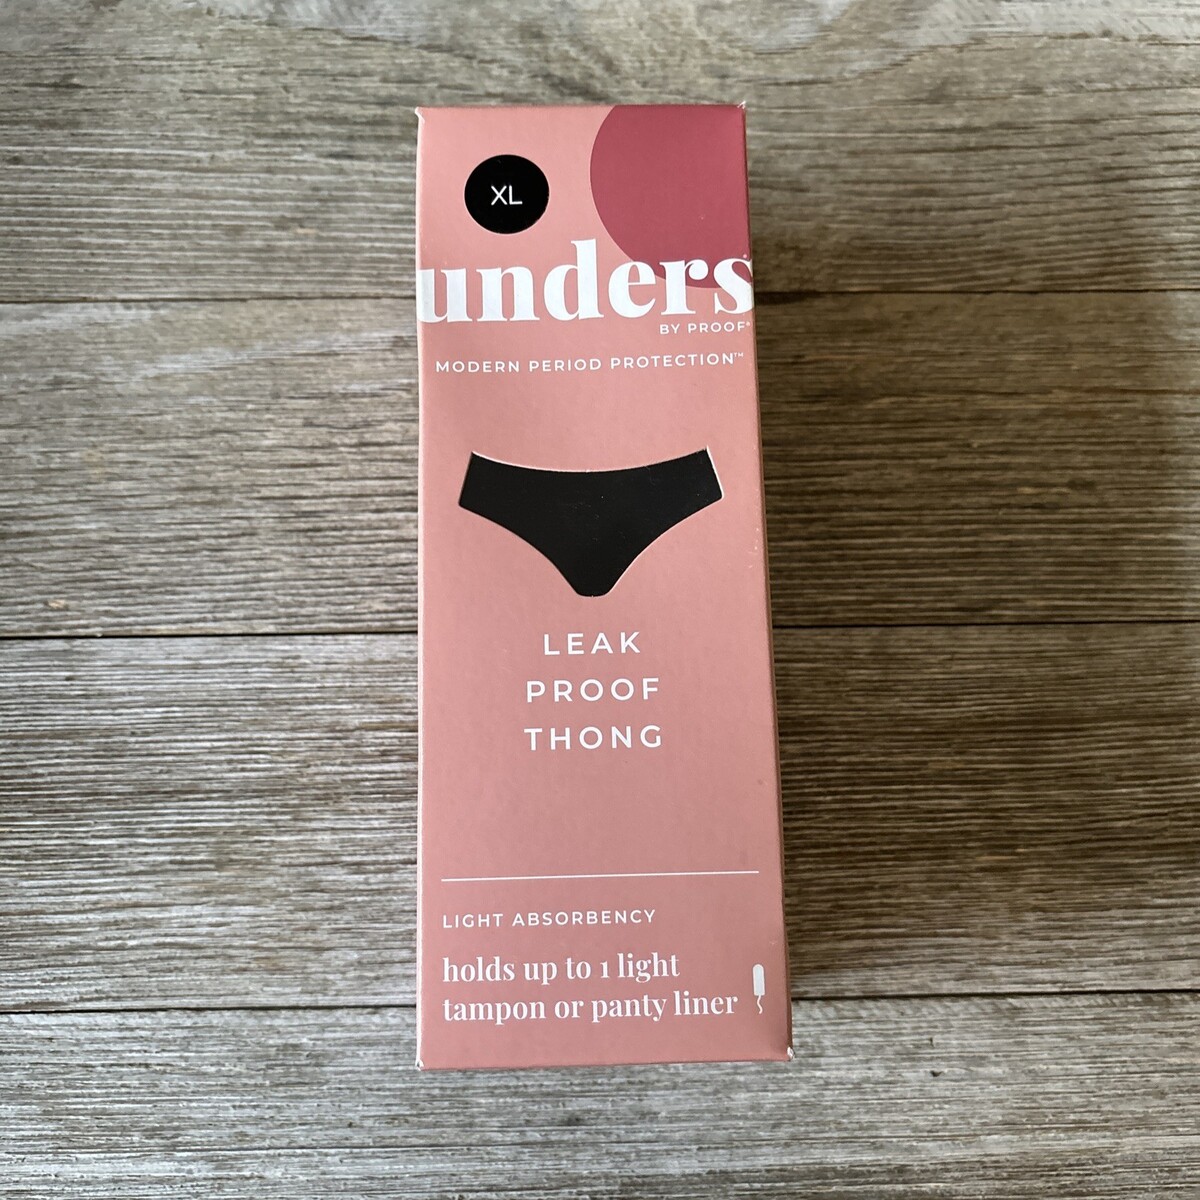 XL
unders
BY PROOF®
MODERN PERIOD PROTECTION™
LEAK
PROOF
THONG
LIGHT ABSORBENCY
holds up to 1 light
tampon or panty liner